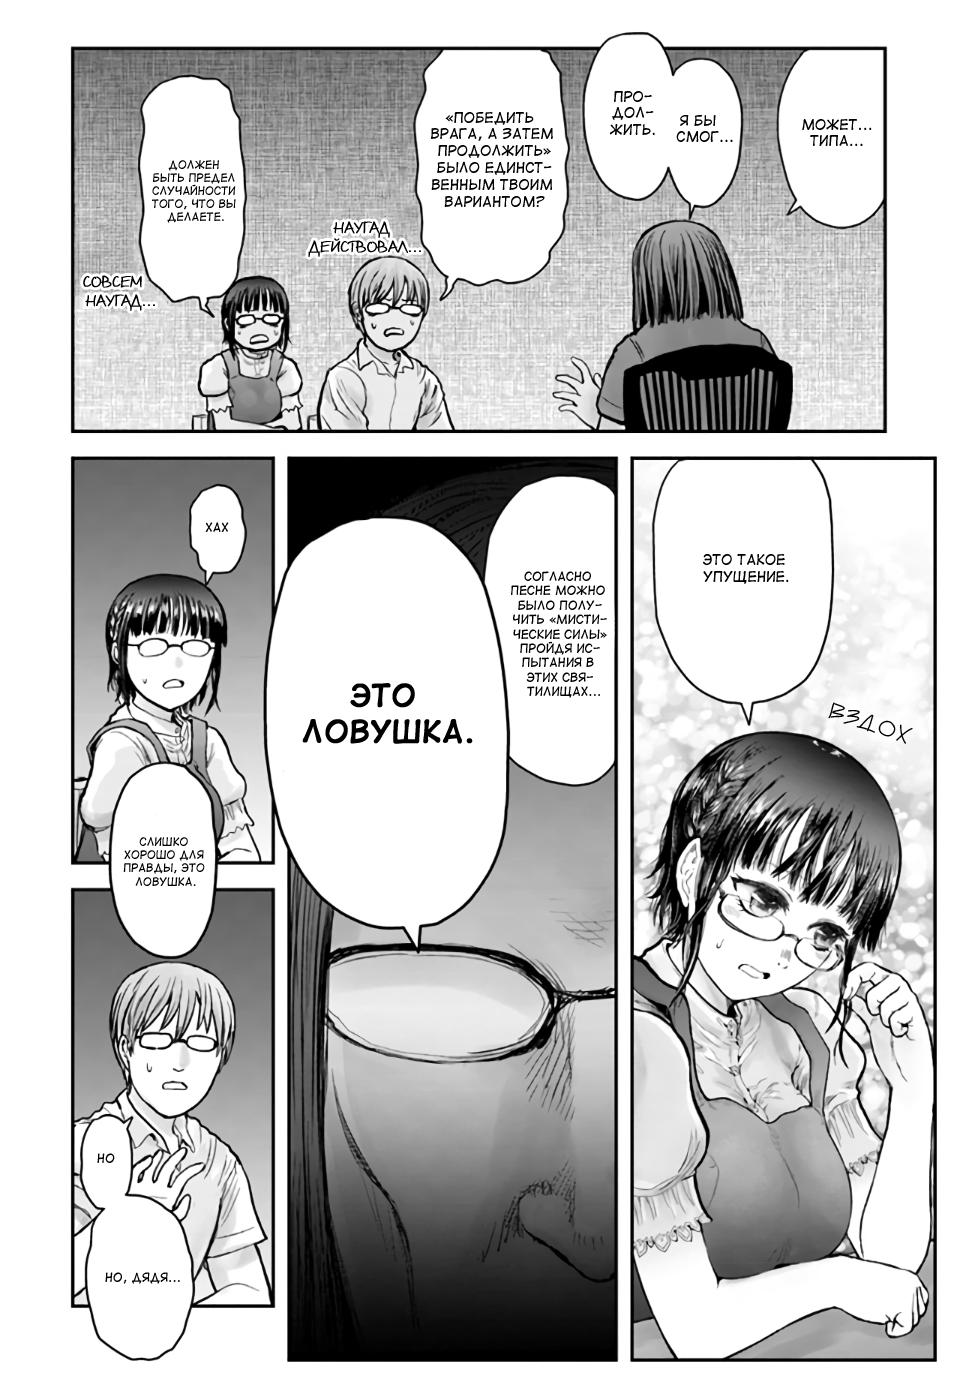 МОЖЕТ...
ТИПА...
Я БЫ
СМОГ...
ПРО-
ДОЛ-
ЖИТЬ.
«ПОБЕДИТЬ
ВРАГА, А ЗАТЕМ
ПРОДОЛЖИТЬ»
БЫЛО ЕДИНСТ-
ВЕННЫМ ТВОИМ
ВАРИАНТОМ?
НАУГАД
ДЕЙСТВОВАЛ...
ДОЛЖЕН
БЫТЬ ПРЕДЕЛ
СЛУЧАЙНОСТИ
ТОГО, ЧТО ВЫ
ДЕЛАЕТЕ.
СОВСЕМ
НАУГАД...
ЭТО ТАКОЕ
УПУЩЕНИЕ.
ВЗДОХ
СОГЛАСНО
ПЕСНЕ МОЖНО
БЫЛО ПОЛУ-
ЧИТЬ «МИСТИ-
ЧЕСКИЕ СИЛЫ»
ПРОЙДЯ ИС-
ПЫТАНИЯ В
ЭТИХ СВЯ-
ТИЛИЩАХ...
ЭТО
ЛОВУШКА.
ХАХ
СЛИШКО
ХОРОШО ДЛЯ
ПРАВДЫ, ЭТО
ЛОВУШКА.
НО
НО, ДЯДЯ...